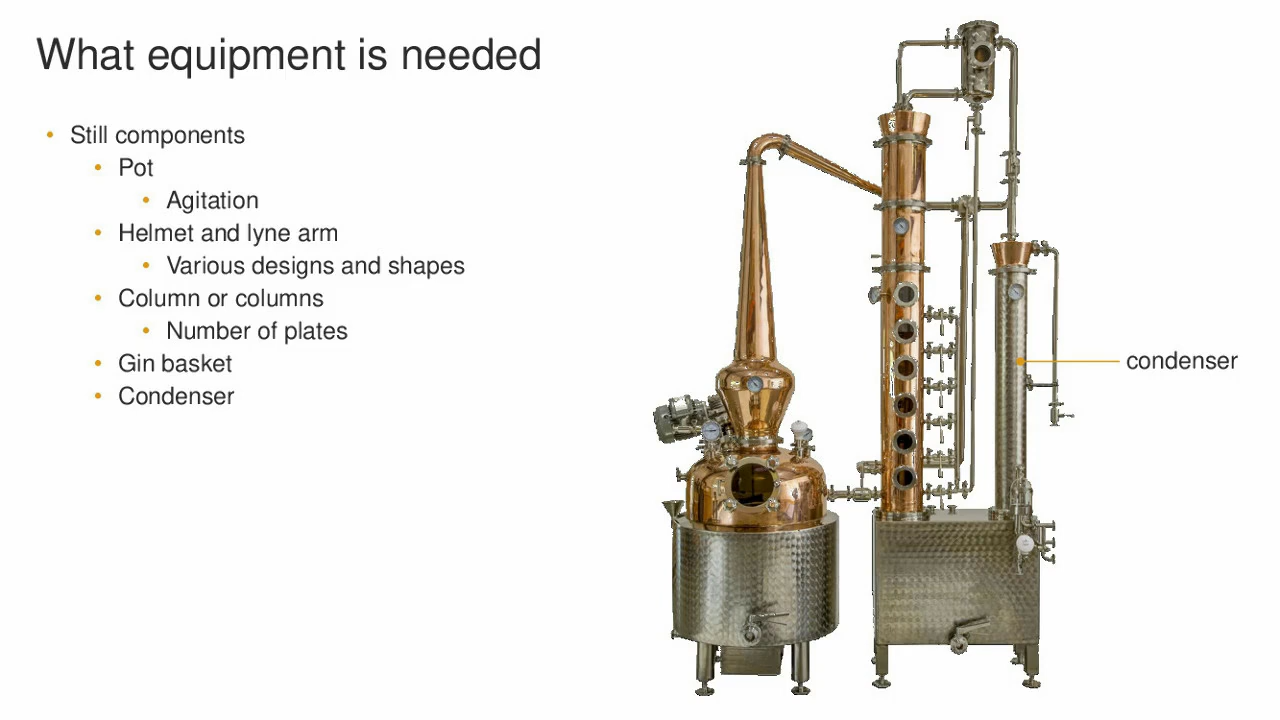 What equipment is needed
• Still components
• Pot
• Agitation
• Helmet and lyne arm
• Various designs and shapes
• Column or columns
• Number of plates
• Gin basket
• Condenser
condenser